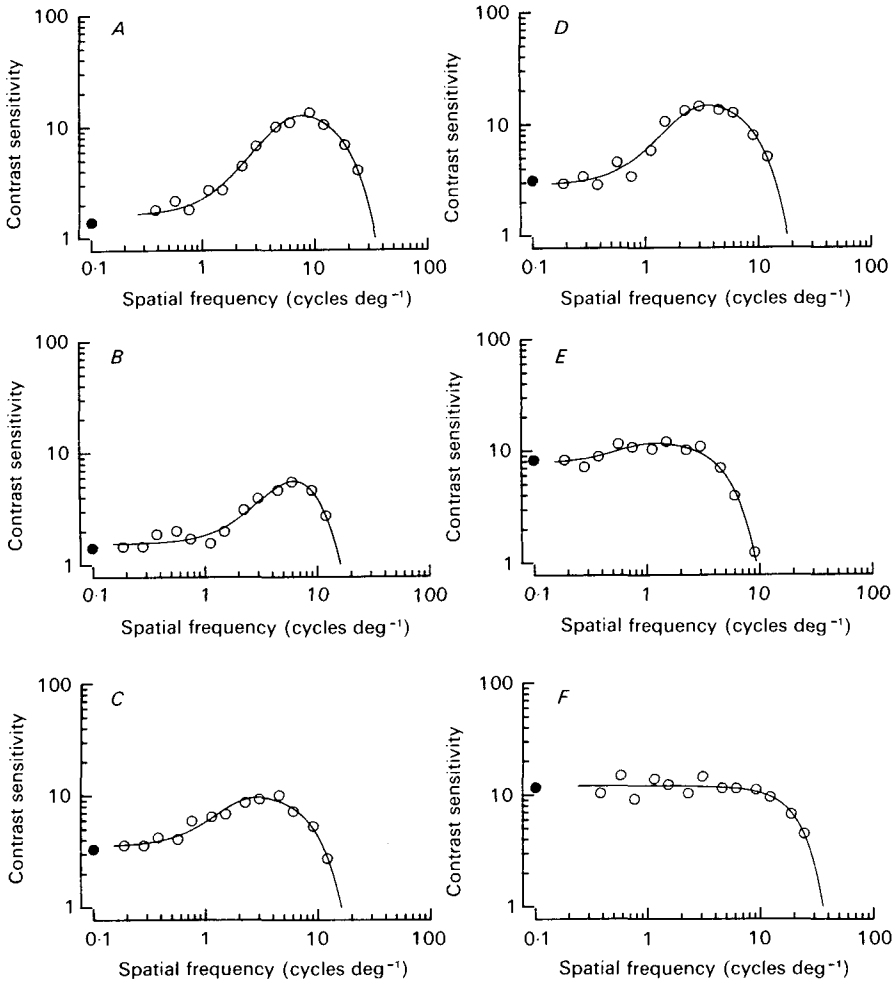 A
Contrast sensitivity
100
10
1
0·1 1 10 100
Spatial frequency (cycles deg⁻¹)
D
Contrast sensitivity
100
10
1
0·1 1 10 100
Spatial frequency (cycles deg⁻¹)
B
Contrast sensitivity
100
10
1
0·1 1 10 100
Spatial frequency (cycles deg⁻¹)
E
Contrast sensitivity
100
10
1
0·1 1 10 100
Spatial frequency (cycles deg⁻¹)
C
Contrast sensitivity
100
10
1
0·1 1 10 100
Spatial frequency (cycles deg⁻¹)
F
Contrast sensitivity
100
10
1
0·1 1 10 100
Spatial frequency (cycles deg⁻¹)